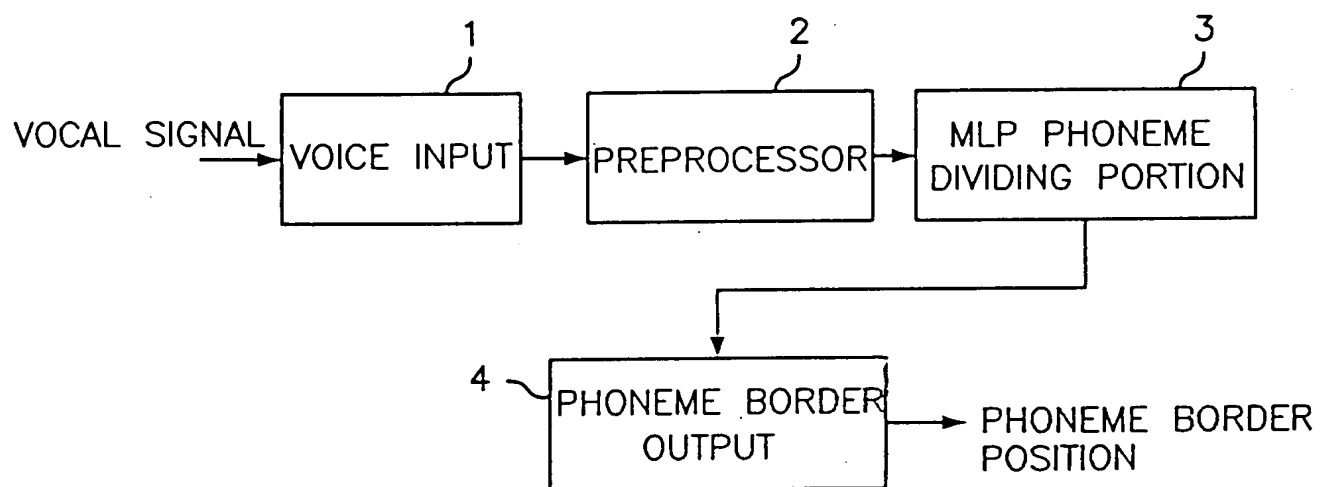 1
2
3
VOCAL SIGNAL
VOICE INPUT
PREPROCESSOR
MLP PHONEME
DIVIDING PORTION
4
PHONEME BORDER
OUTPUT
PHONEME BORDER
POSITION